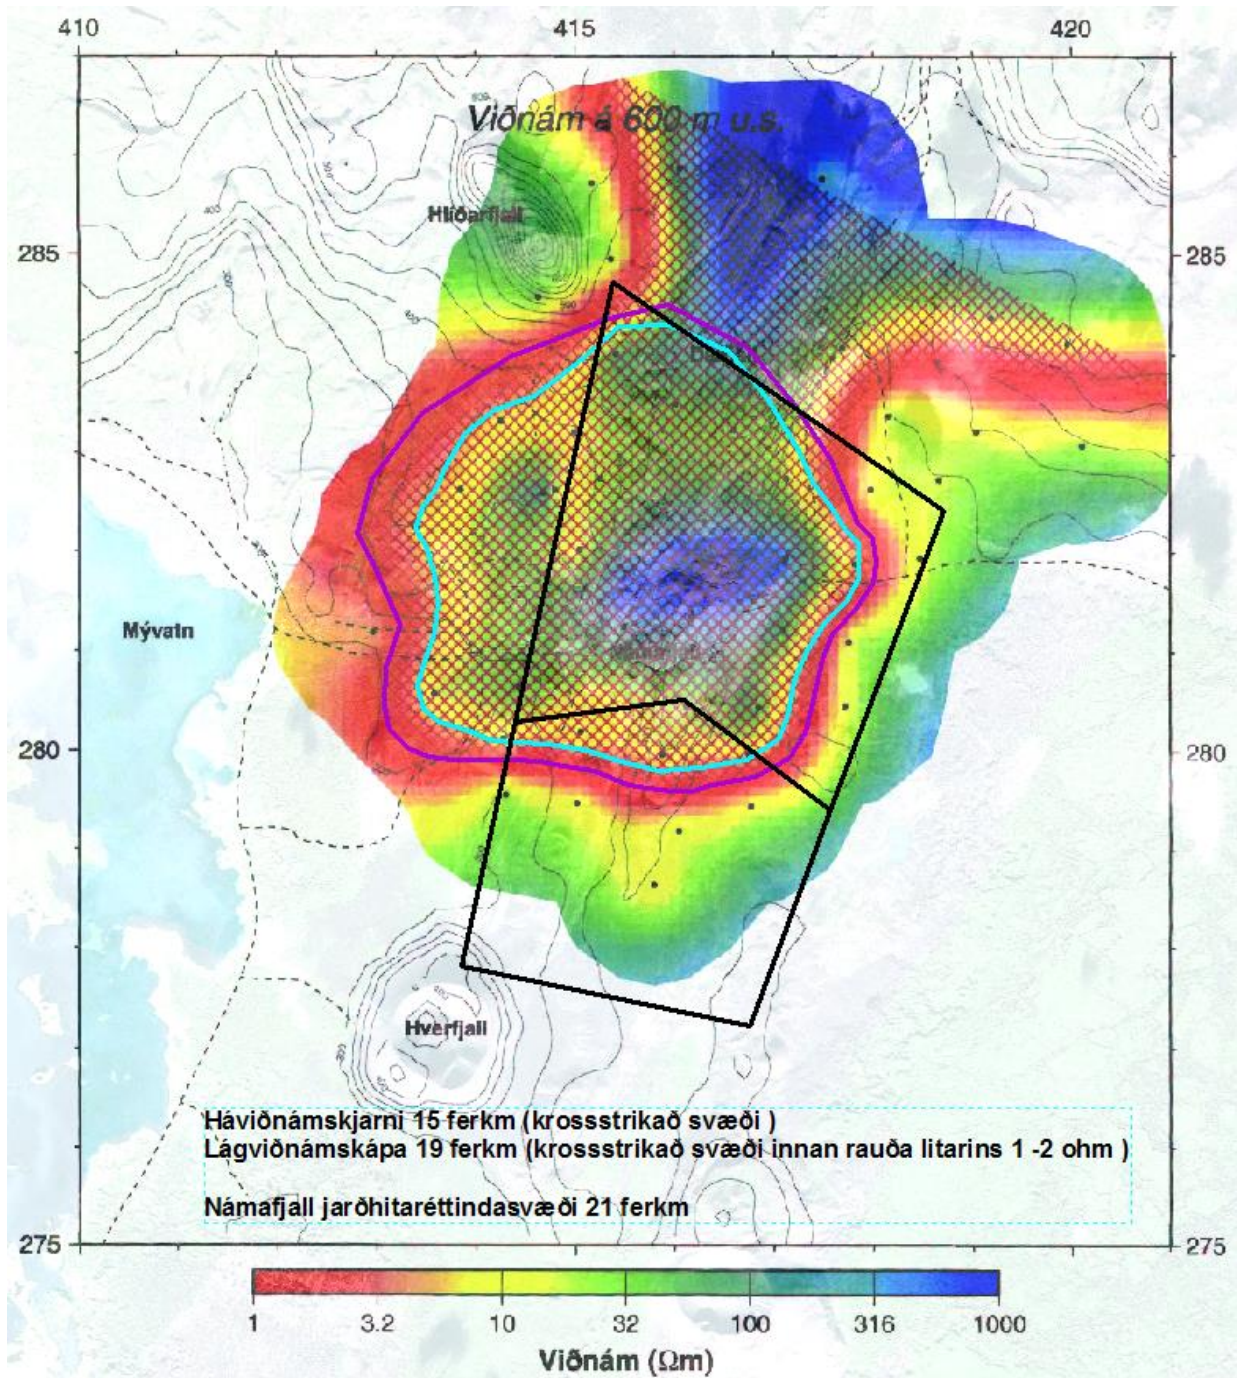 410 415 420
Viðnám á 600 m u.s.
Hlíðarfjall
285 285
Mývatn
280 280
Hverfjall
Háviðnámskjarni 15 ferkm (krossstrikað svæði )
Lágviðnámskápa 19 ferkm (krossstrikað svæði innan rauða litarins 1 -2 ohm )
Námafjall jarðhitaréttindasvæði 21 ferkm
275 275
1 3.2 10 32 100 316 1000
Viðnám (Ωm)